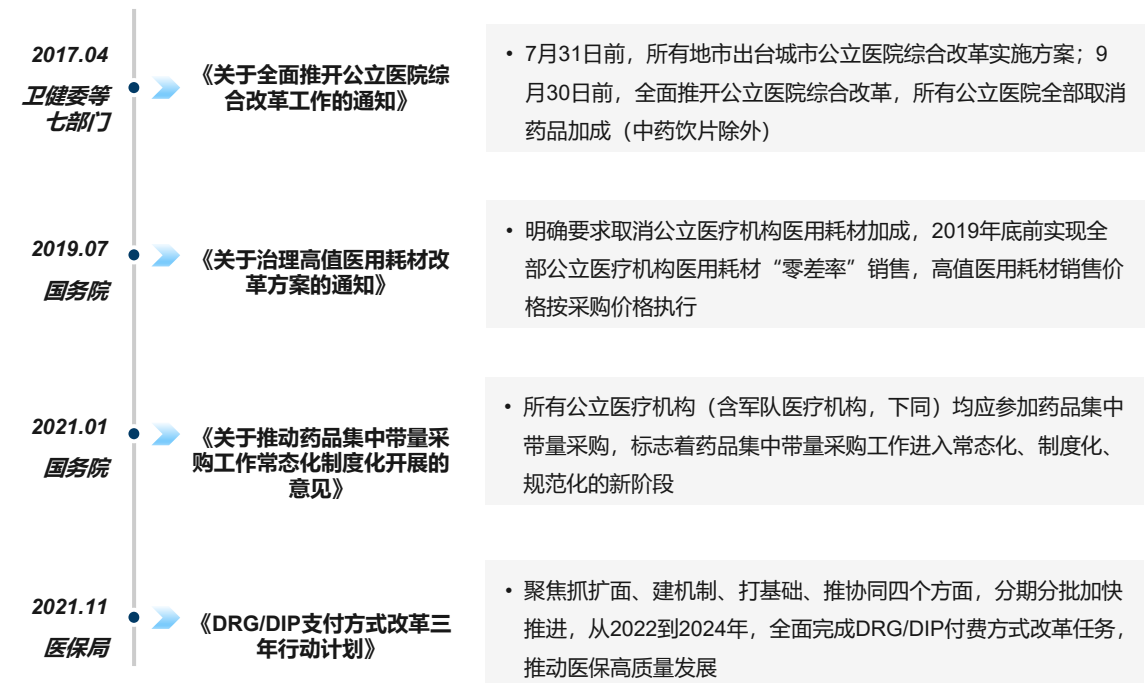 2017.04
卫健委等
七部门
《关于全面推开公立医院综
合改革工作的通知》
• 7月31日前，所有地市出台城市公立医院综合改革实施方案；9
月30日前，全面推开公立医院综合改革，所有公立医院全部取消
药品加成（中药饮片除外）
2019.07
国务院
《关于治理高值医用耗材改
革方案的通知》
• 明确要求取消公立医疗机构医用耗材加成，2019年底前实现全
部公立医疗机构医用耗材“零差率”销售，高值医用耗材销售价
格按采购价格执行
2021.01
国务院
《关于推动药品集中带量采
购工作常态化制度化开展的
意见》
• 所有公立医疗机构（含军队医疗机构，下同）均应参加药品集中
带量采购，标志着药品集中带量采购工作进入常态化、制度化、
规范化的新阶段
2021.11
医保局
《DRG/DIP支付方式改革三
年行动计划》
• 聚焦抓扩面、建机制、打基础、推协同四个方面，分期分批加快
推进，从2022到2024年，全面完成DRG/DIP付费方式改革任务，
推动医保高质量发展